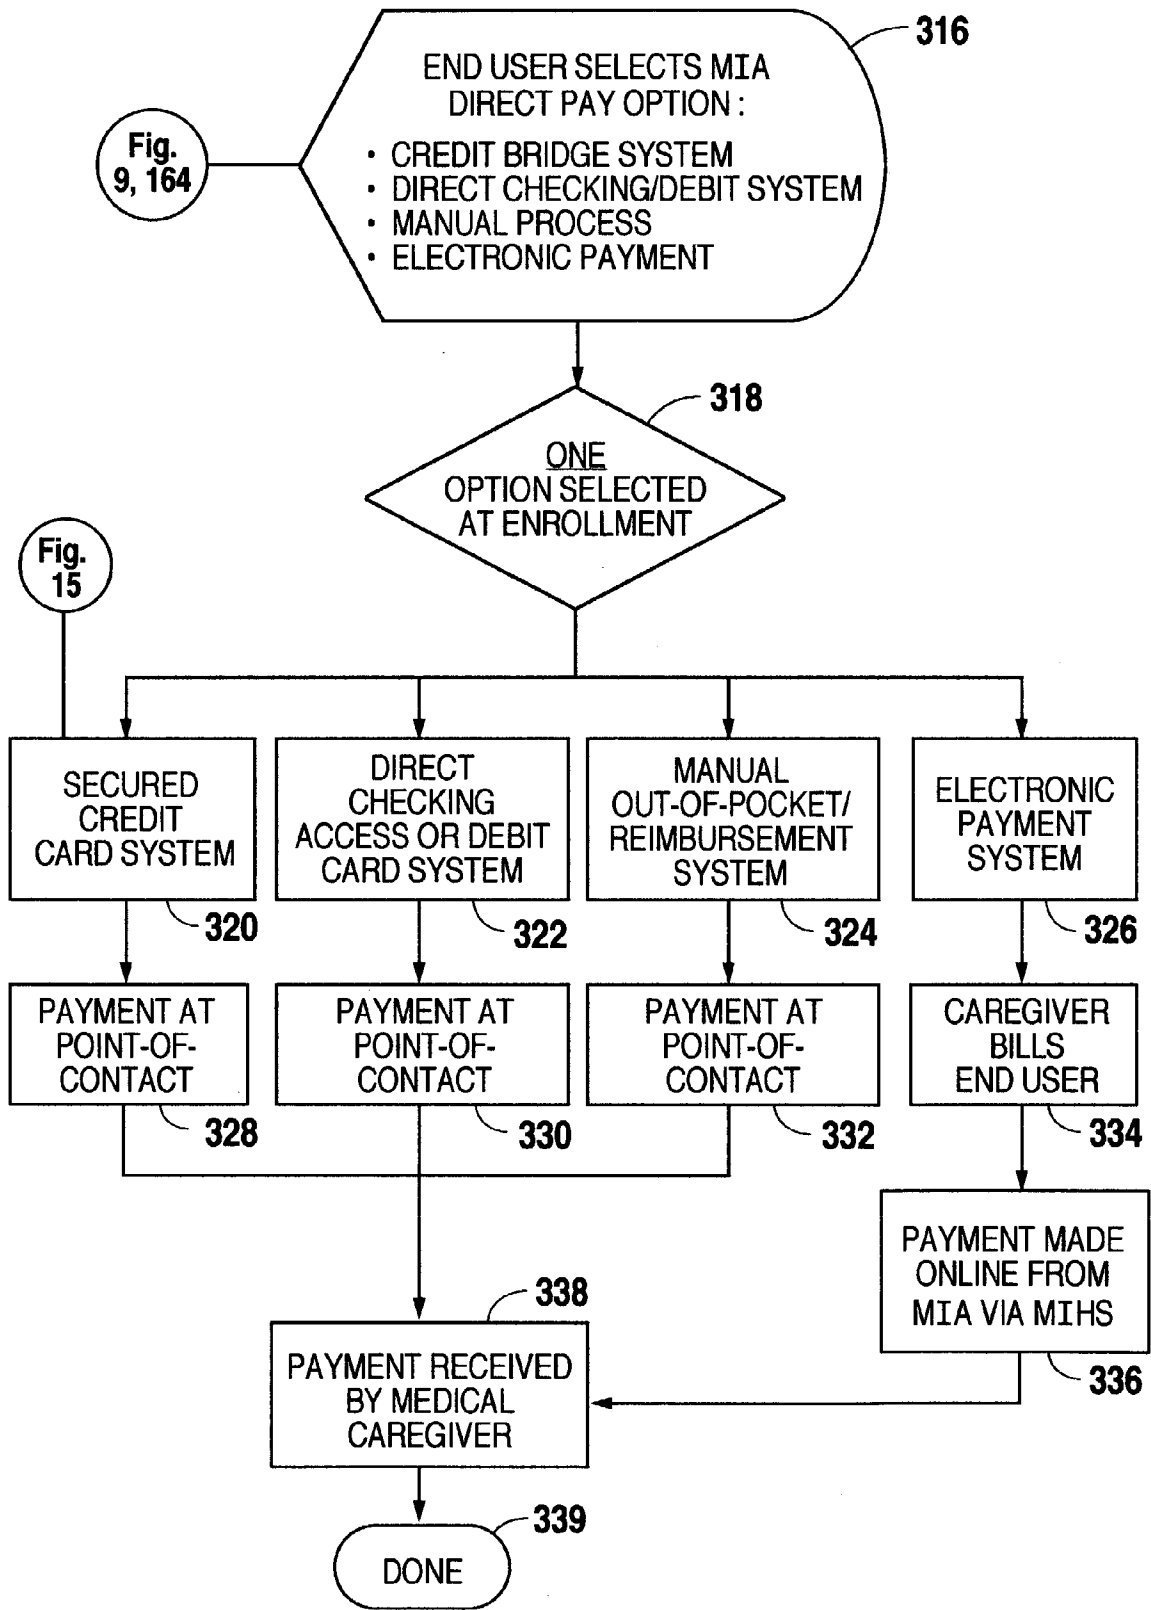 316
END USER SELECTS MIA
DIRECT PAY OPTION :
• CREDIT BRIDGE SYSTEM
• DIRECT CHECKING/DEBIT SYSTEM
• MANUAL PROCESS
• ELECTRONIC PAYMENT
Fig.
9, 164
318
ONE
OPTION SELECTED
AT ENROLLMENT
Fig.
15
SECURED
CREDIT
CARD SYSTEM
320
DIRECT
CHECKING
ACCESS OR DEBIT
CARD SYSTEM
322
MANUAL
OUT-OF-POCKET/
REIMBURSEMENT
SYSTEM
324
ELECTRONIC
PAYMENT
SYSTEM
326
PAYMENT AT
POINT-OF-
CONTACT
328
PAYMENT AT
POINT-OF-
CONTACT
330
PAYMENT AT
POINT-OF-
CONTACT
332
CAREGIVER
BILLS
END USER
334
PAYMENT MADE
ONLINE FROM
MIA VIA MIHS
336
338
PAYMENT RECEIVED
BY MEDICAL
CAREGIVER
339
DONE